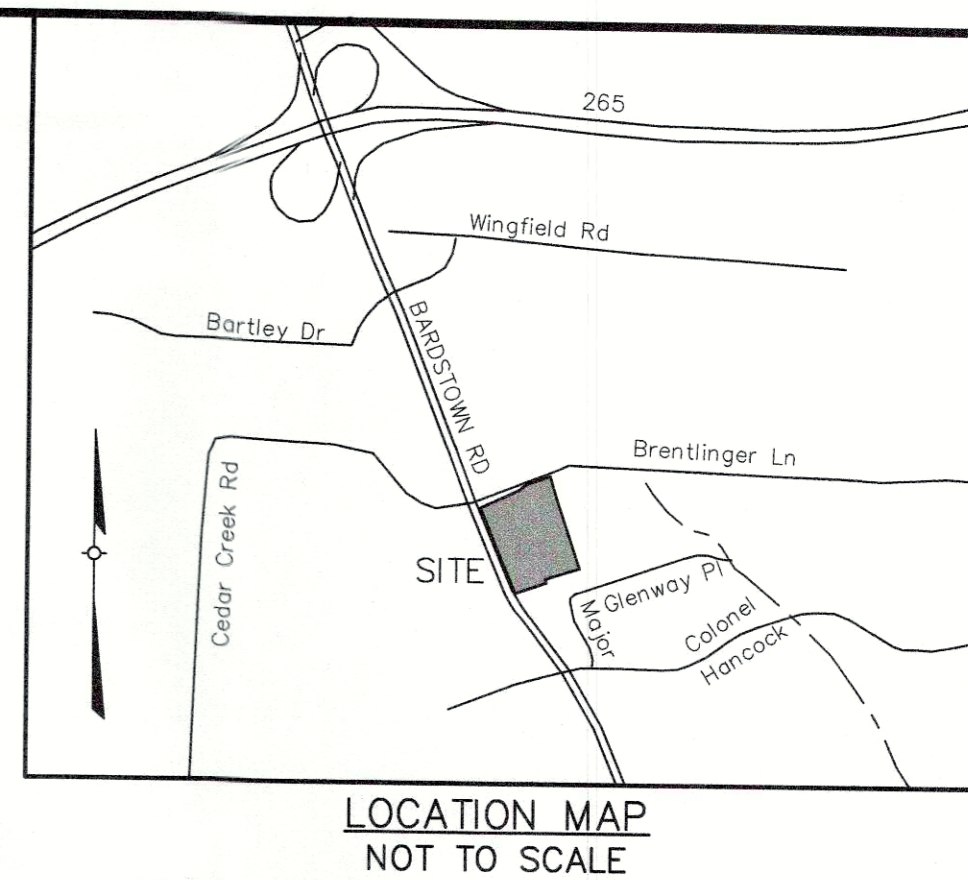 265
Wingfield Rd
Bartley Dr
BARDSTOWN RD
Brentlinger Ln
Cedar Creek Rd
SITE
Glenway Pl
Major
Colonel
Hancock
LOCATION MAP
NOT TO SCALE